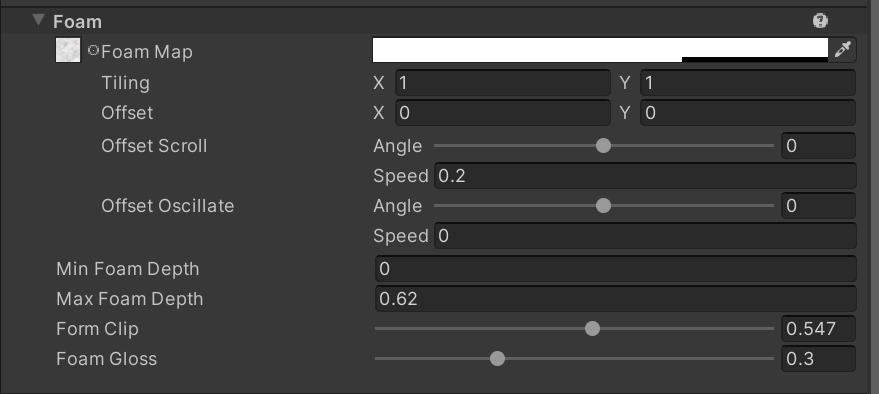 Foam
Foam Map
Tiling X 1 Y 1
Offset X 0 Y 0
Offset Scroll Angle 0
Speed 0.2
Offset Oscillate Angle 0
Speed 0
Min Foam Depth 0
Max Foam Depth 0.62
Form Clip 0.547
Foam Gloss 0.3